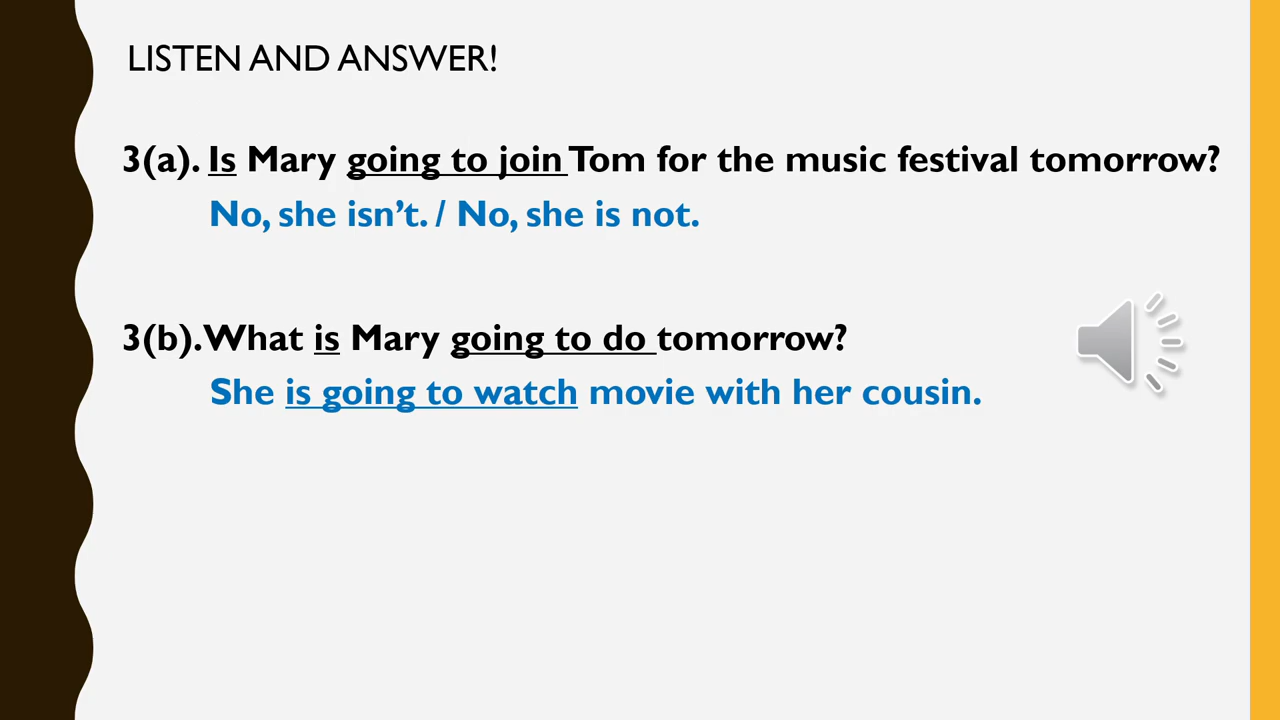 LISTEN AND ANSWER!
3(a). Is Mary going to join Tom for the music festival tomorrow?
No, she isn’t. / No, she is not.
3(b). What is Mary going to do tomorrow?
She is going to watch movie with her cousin.